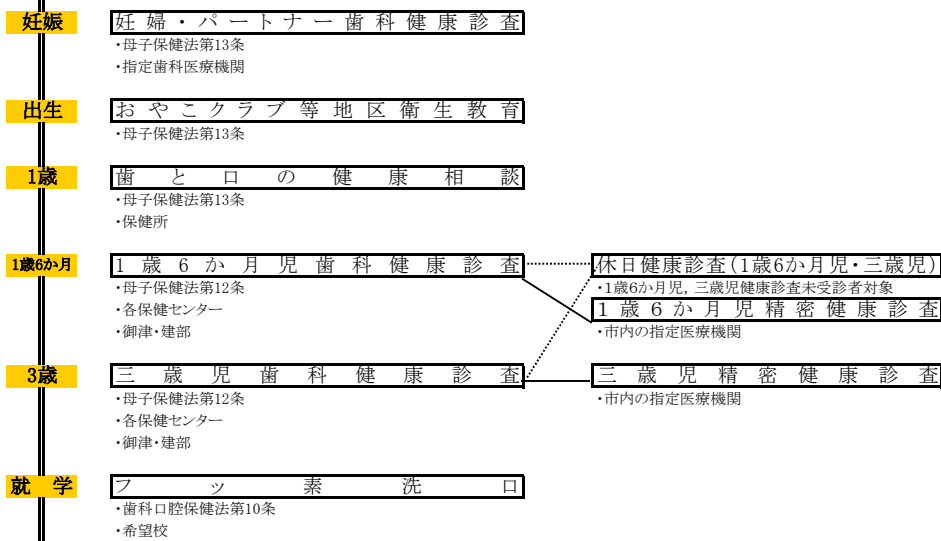 妊娠
妊婦・パートナー歯科健康診査
・母子保健法第13条
・指定歯科医療機関
出生
おやこクラブ等地区衛生教育
・母子保健法第13条
1歳
歯と口の健康相談
・母子保健法第13条
・保健所
1歳6か月
1歳6か月児歯科健康診査
休日健康診査(1歳6か月児・三歳児)
・母子保健法第12条
・1歳6か月児, 三歳児健康診査未受診者対象
・各保健センター
1歳6か月児精密健康診査
・御津・建部
・市内の指定医療機関
3歳
三歳児歯科健康診査
三歳児精密健康診査
・母子保健法第12条
・市内の指定医療機関
・各保健センター
・御津・建部
就学
フッ素洗口
・歯科口腔保健法第10条
・希望校